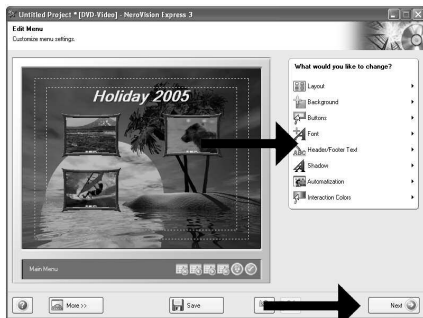 Untitled Project *[DVD-Video] - NeroVision Express 3
Edit Menu
Customize menu settings.
What would you like to change?
Holiday 2005
Layout
Background
Buttons
Font
ABC Header/Footer Text
Shadow
Automatization
Interaction Colors
Main Menu
More >>
Save
Next